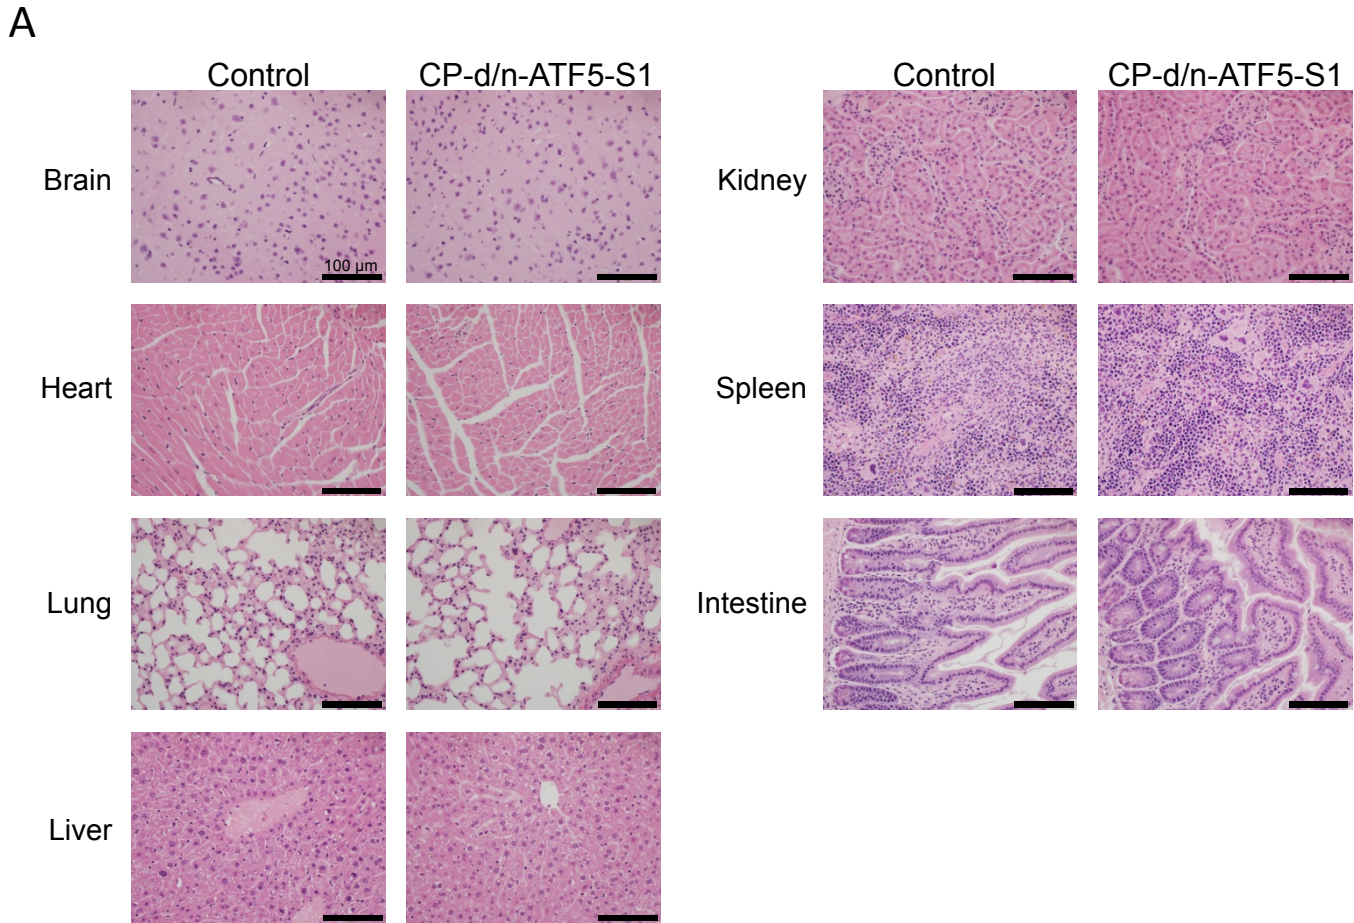 A
Control CP-d/n-ATF5-S1
Brain
100 µm
Heart
Lung
Liver
Control CP-d/n-ATF5-S1
Kidney
Spleen
Intestine